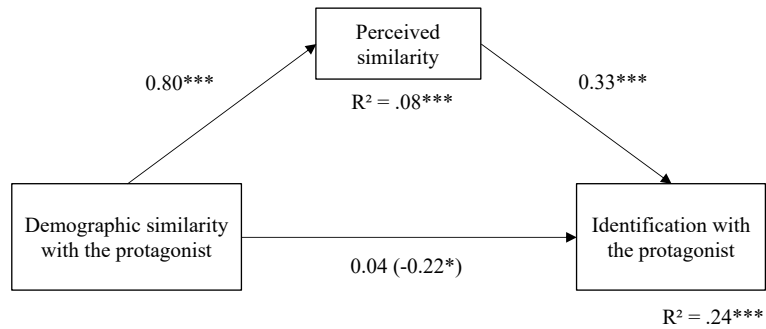 Perceived
similarity
0.80***
0.33***
R² = .08***
Demographic similarity
with the protagonist
Identification with
the protagonist
0.04 (-0.22*)
R² = .24***